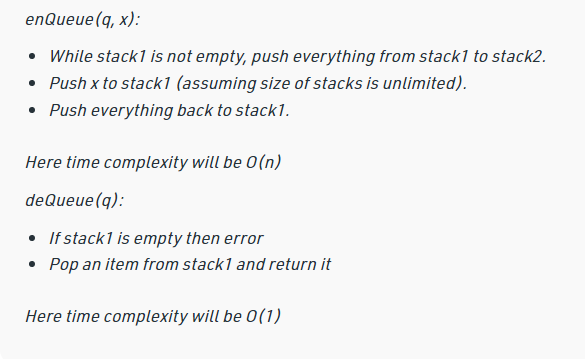 enQueue(q, x):
• While stack1 is not empty, push everything from stack1 to stack2.
• Push x to stack1 (assuming size of stacks is unlimited).
• Push everything back to stack1.
Here time complexity will be O(n)
deQueue(q):
• If stack1 is empty then error
• Pop an item from stack1 and return it
Here time complexity will be O(1)